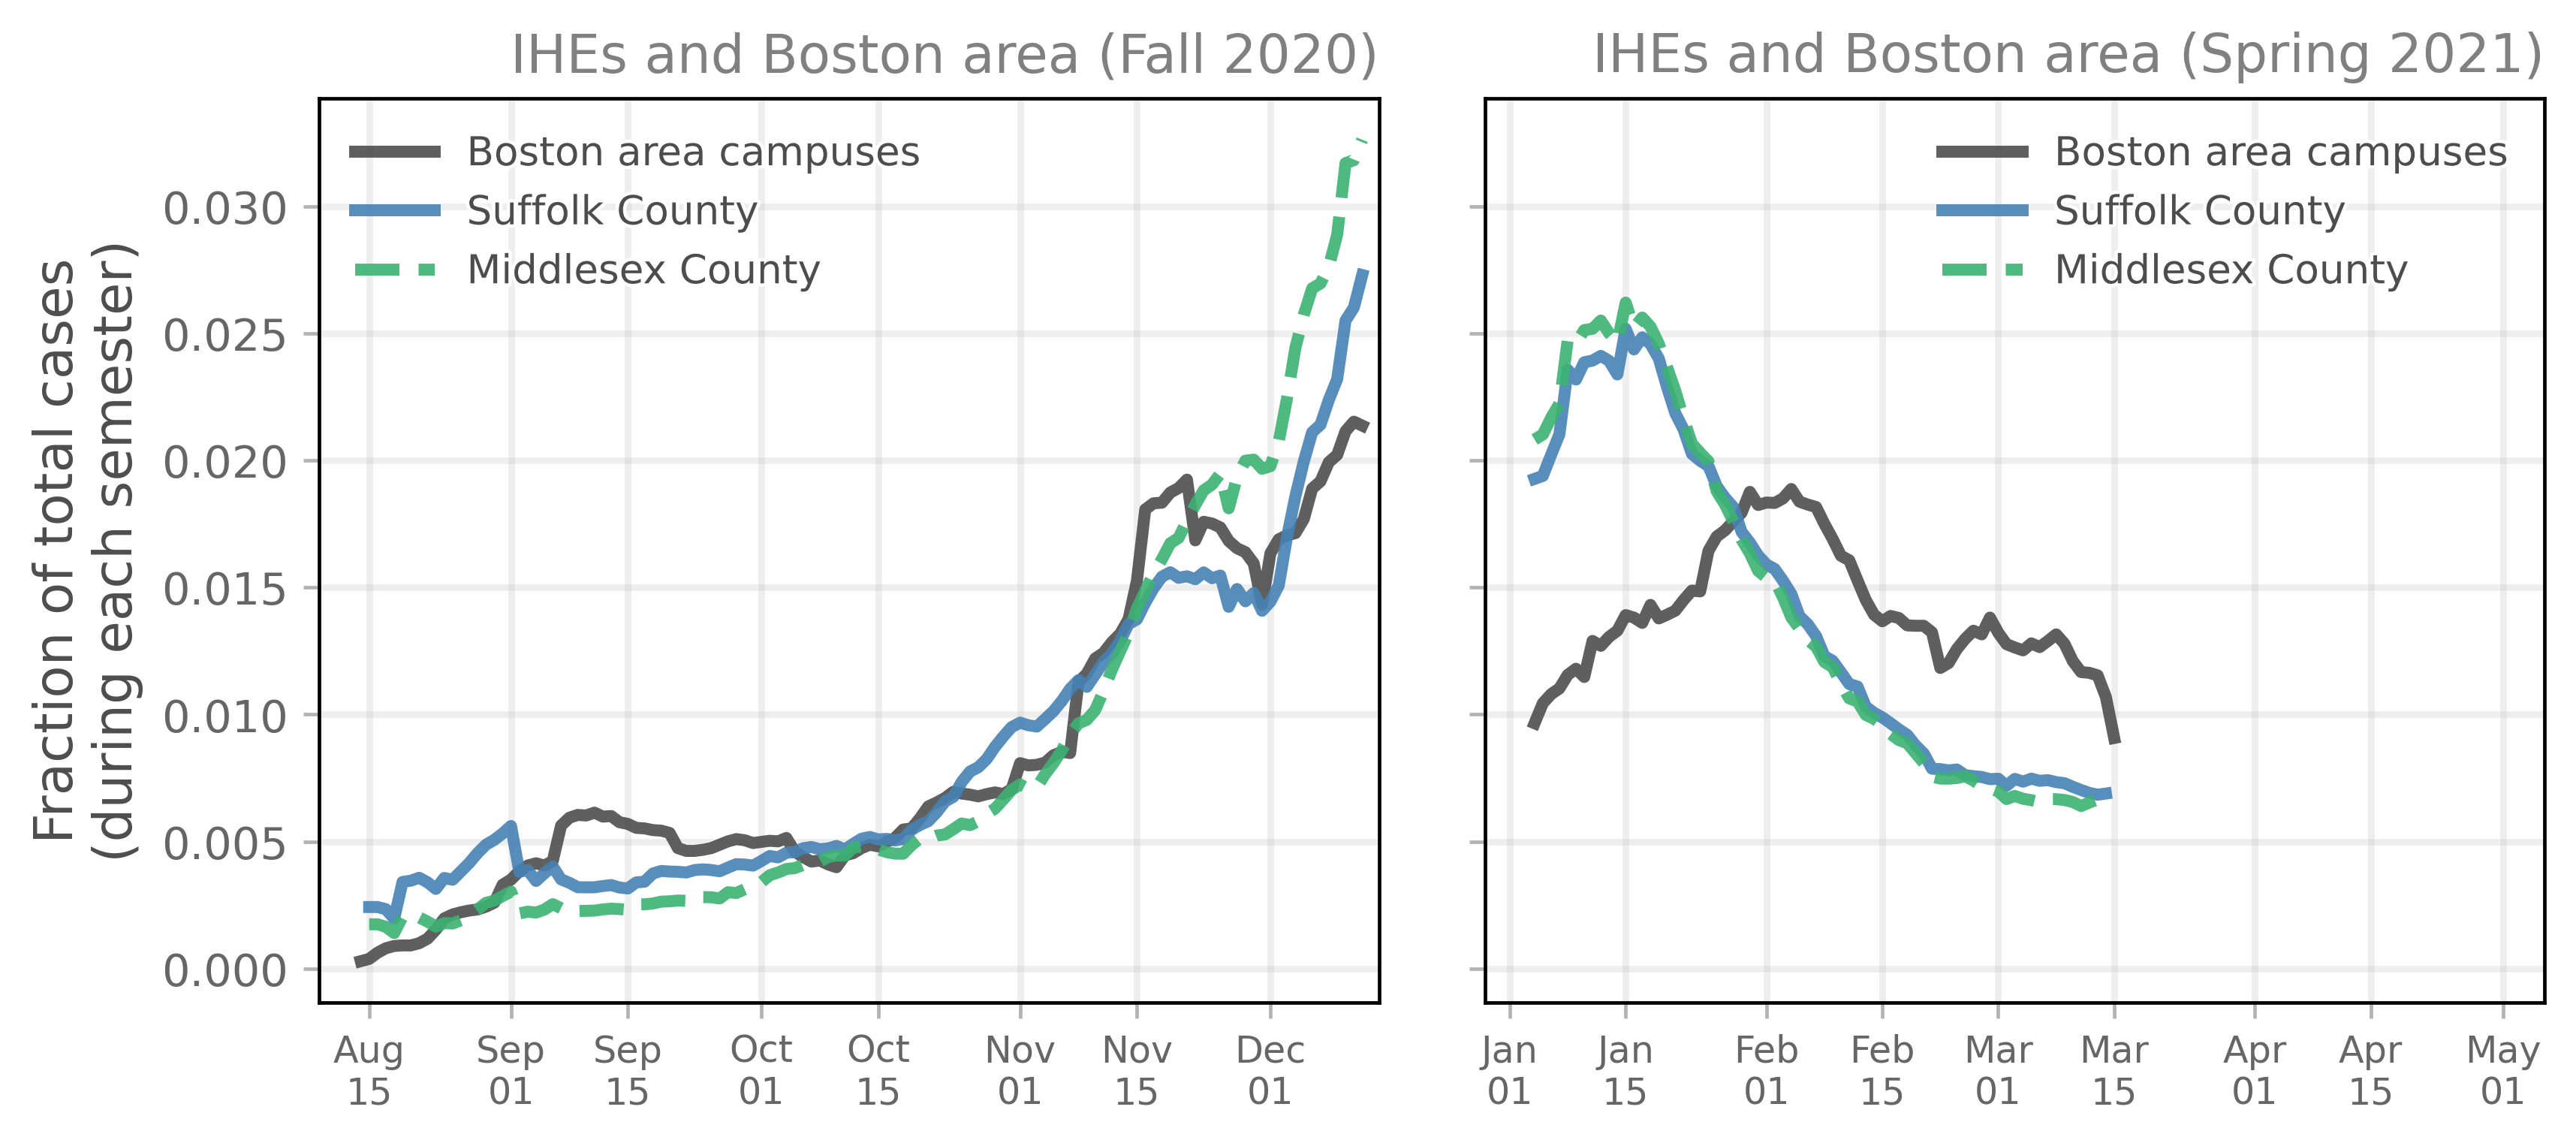 IHEs and Boston area (Fall 2020)
Boston area campuses
Suffolk County
Middlesex County
Fraction of total cases
(during each semester)
0.030
0.025
0.020
0.015
0.010
0.005
0.000
Aug 15
Sep 01
Sep 15
Oct 01
Oct 15
Nov 01
Nov 15
Dec 01
IHEs and Boston area (Spring 2021)
Boston area campuses
Suffolk County
Middlesex County
Jan 01
Jan 15
Feb 01
Feb 15
Mar 01
Mar 15
Apr 01
Apr 15
May 01